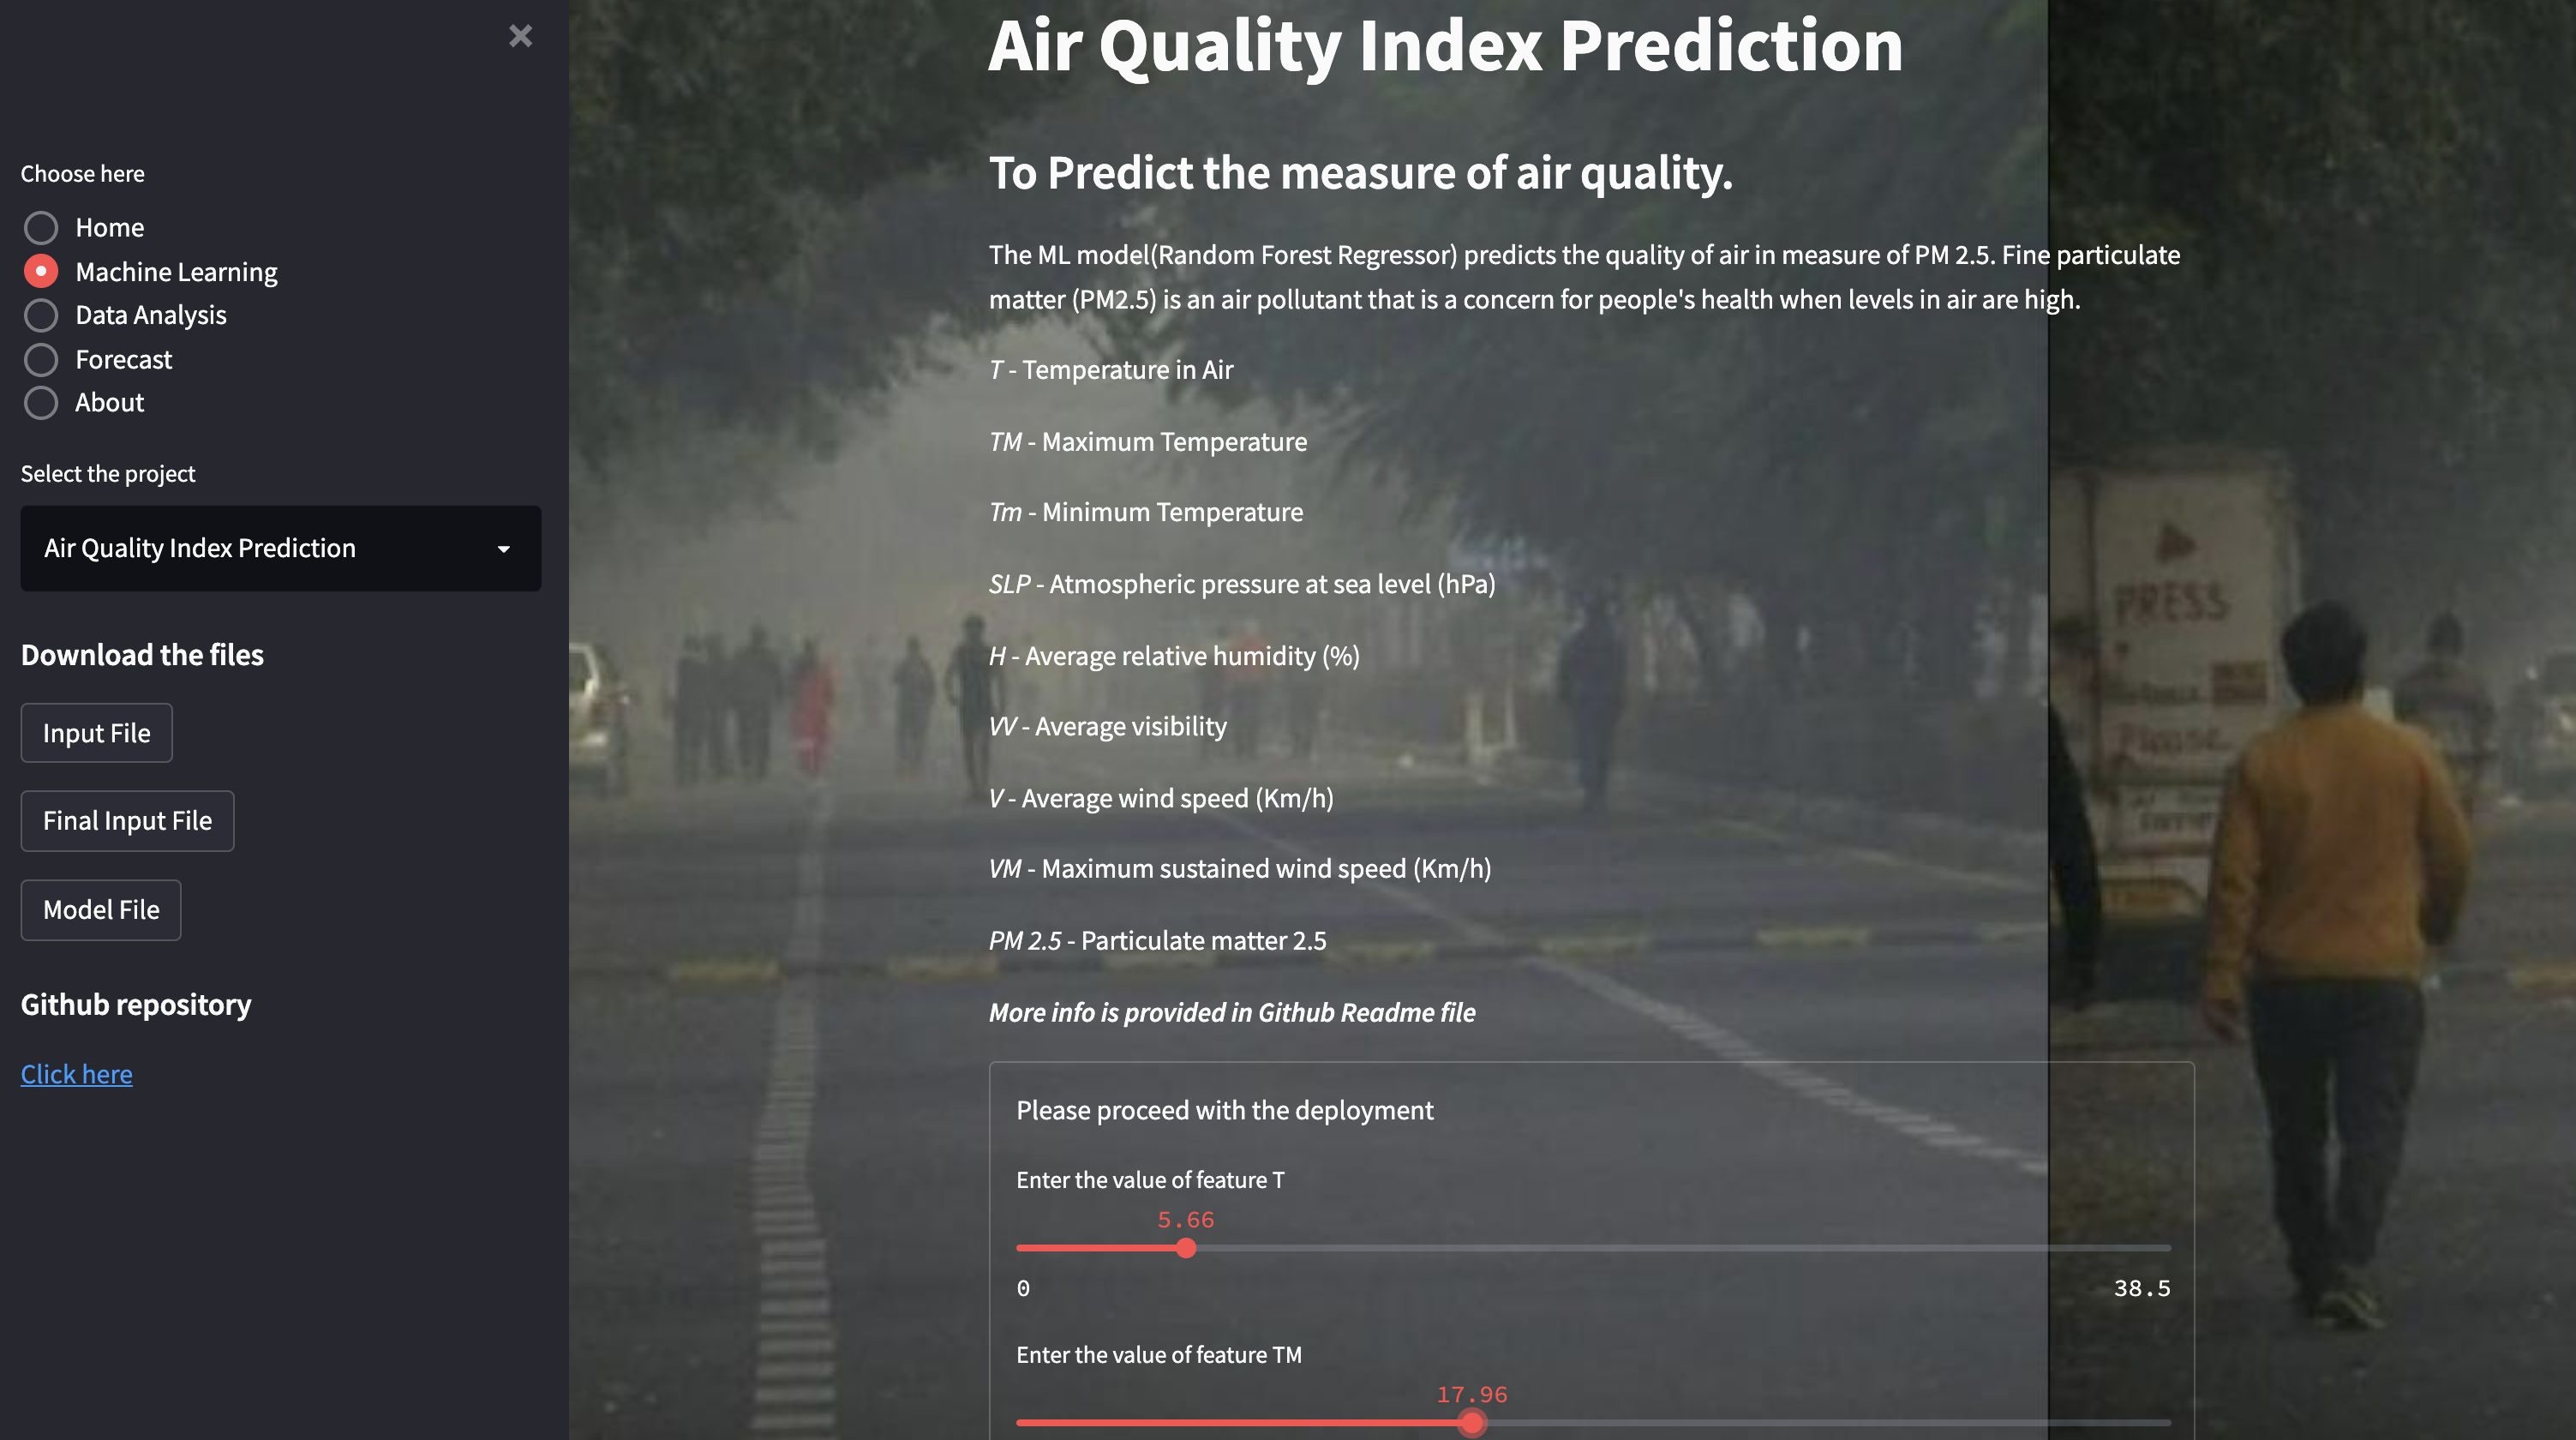 Choose here
Home
Machine Learning
Data Analysis
Forecast
About
Select the project
Air Quality Index Prediction
Download the files
Input File
Final Input File
Model File
Github repository
Click here
Air Quality Index Prediction
To Predict the measure of air quality.
The ML model(Random Forest Regressor) predicts the quality of air in measure of PM 2.5. Fine particulate
matter (PM2.5) is an air pollutant that is a concern for people's health when levels in air are high.
T - Temperature in Air
TM - Maximum Temperature
Tm - Minimum Temperature
SLP - Atmospheric pressure at sea level (hPa)
H - Average relative humidity (%)
VV - Average visibility
V - Average wind speed (Km/h)
VM - Maximum sustained wind speed (Km/h)
PM 2.5 - Particulate matter 2.5
More info is provided in Github Readme file
Please proceed with the deployment
Enter the value of feature T
5.66
0 38.5
Enter the value of feature TM
17.96
PRESS
Please